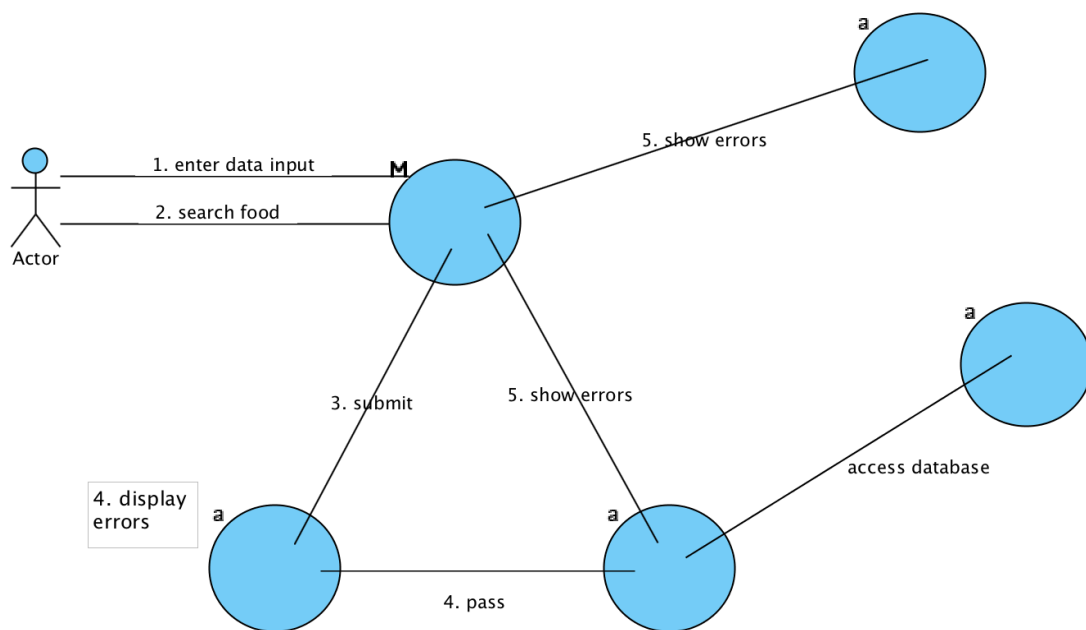 a
5. show errors
1. enter data input
M
2. search food
Actor
a
3. submit
5. show errors
access database
4. display
errors
a
a
4. pass